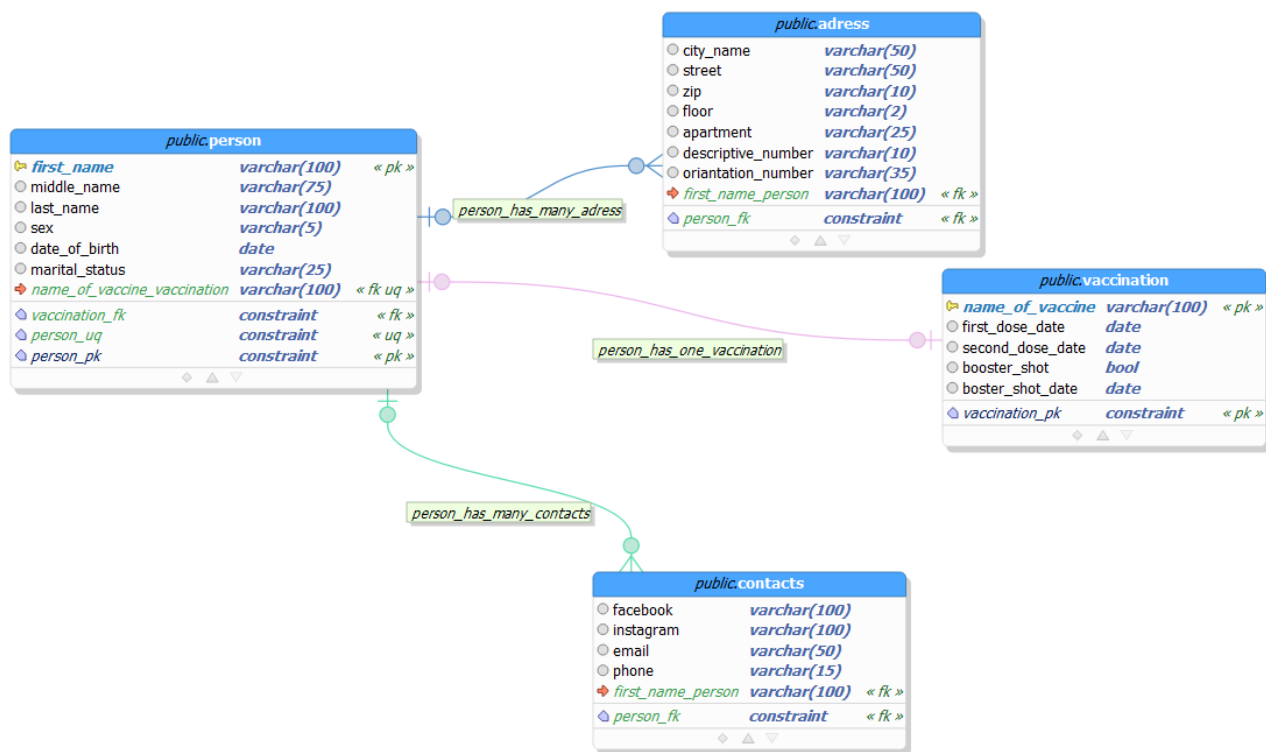 public.person
first_name varchar(100) « pk »
middle_name varchar(75)
last_name varchar(100)
sex varchar(5)
date_of_birth date
marital_status varchar(25)
name_of_vaccine_vaccination varchar(100) « fk uq »
vaccination_fk constraint « fk »
person_uq constraint « uq »
person_pk constraint « pk »
person_has_many_adress
public.adress
city_name varchar(50)
street varchar(50)
zip varchar(10)
floor varchar(2)
apartment varchar(25)
descriptive_number varchar(10)
oriantation_number varchar(35)
first_name_person varchar(100) « fk »
person_fk constraint « fk »
person_has_one_vaccination
public.vaccination
name_of_vaccine varchar(100) « pk »
first_dose_date date
second_dose_date date
booster_shot bool
boster_shot_date date
vaccination_pk constraint « pk »
person_has_many_contacts
public.contacts
facebook varchar(100)
instagram varchar(100)
email varchar(50)
phone varchar(15)
first_name_person varchar(100) « fk »
person_fk constraint « fk »